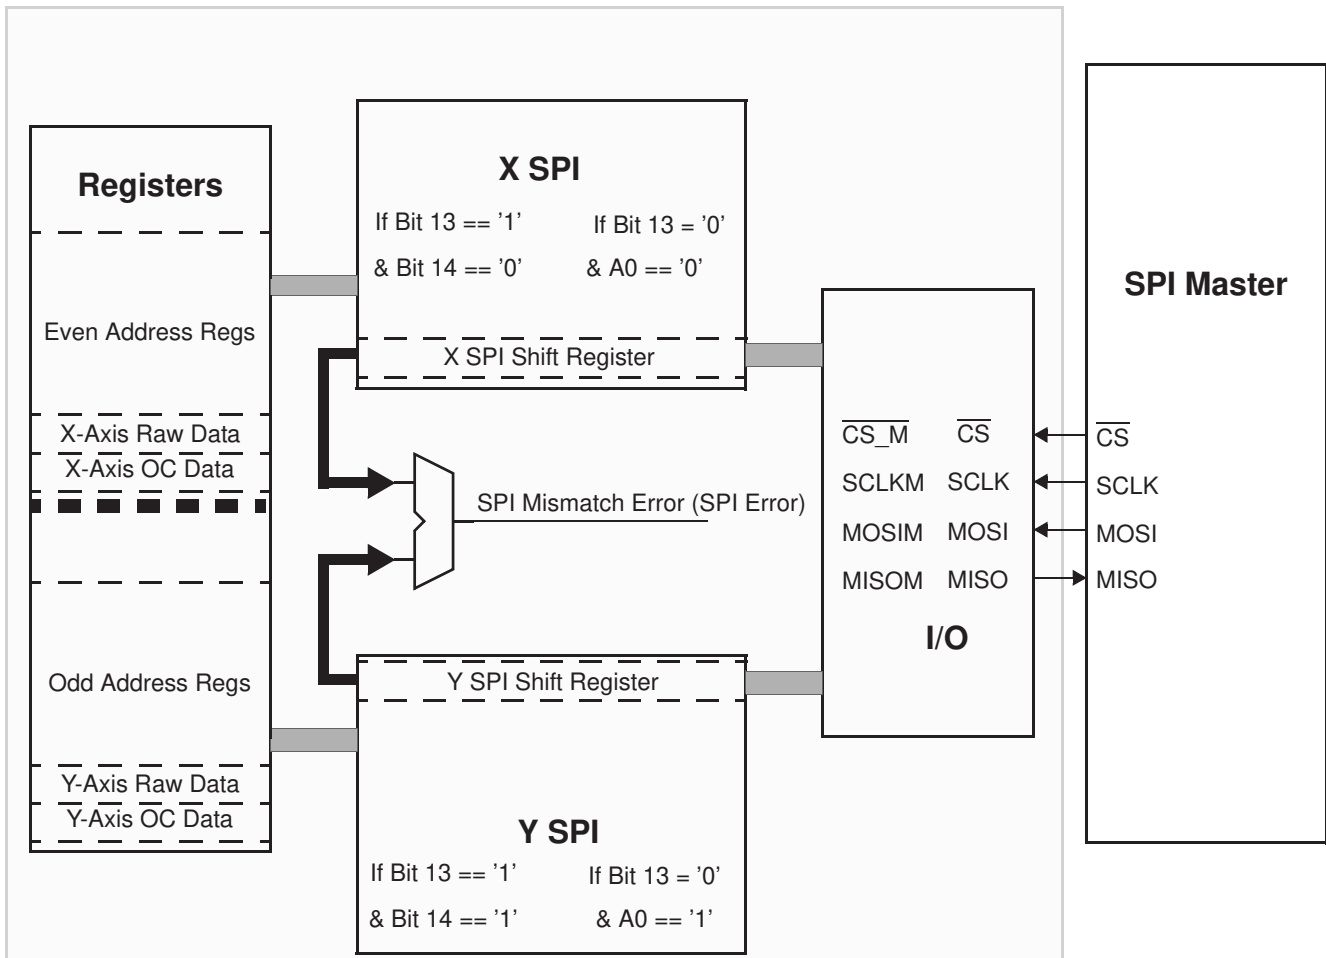 Registers
Even Address Regs
X-Axis Raw Data
X-Axis OC Data
Odd Address Regs
Y-Axis Raw Data
Y-Axis OC Data
X SPI
If Bit 13 == ’1’ If Bit 13 = ’0’
& Bit 14 == ’0’ & A0 == ’0’
X SPI Shift Register
SPI Mismatch Error (SPI Error)
Y SPI Shift Register
Y SPI
If Bit 13 == ’1’ If Bit 13 = ’0’
& Bit 14 == ’1’ & A0 == ’1’
CS_M CS
SCLKM SCLK
MOSIM MOSI
MISOM MISO
I/O
SPI Master
CS
SCLK
MOSI
MISO